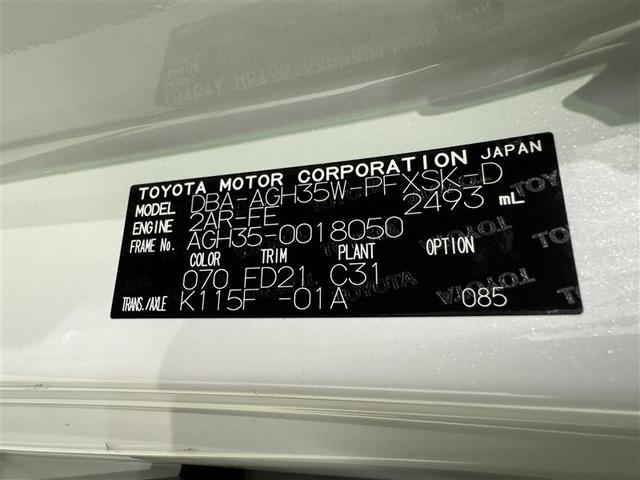 TOYOTA MOTOR CORPORATION JAPAN
MODEL DBA-AGH35W-PFXSK-D
ENGINE 2AR-FE 2493 mL
FRAME No. AGH35-0018050
COLOR TRIM PLANT OPTION
070 FD21 C31
TRANS./AXLE K115F -01A 085